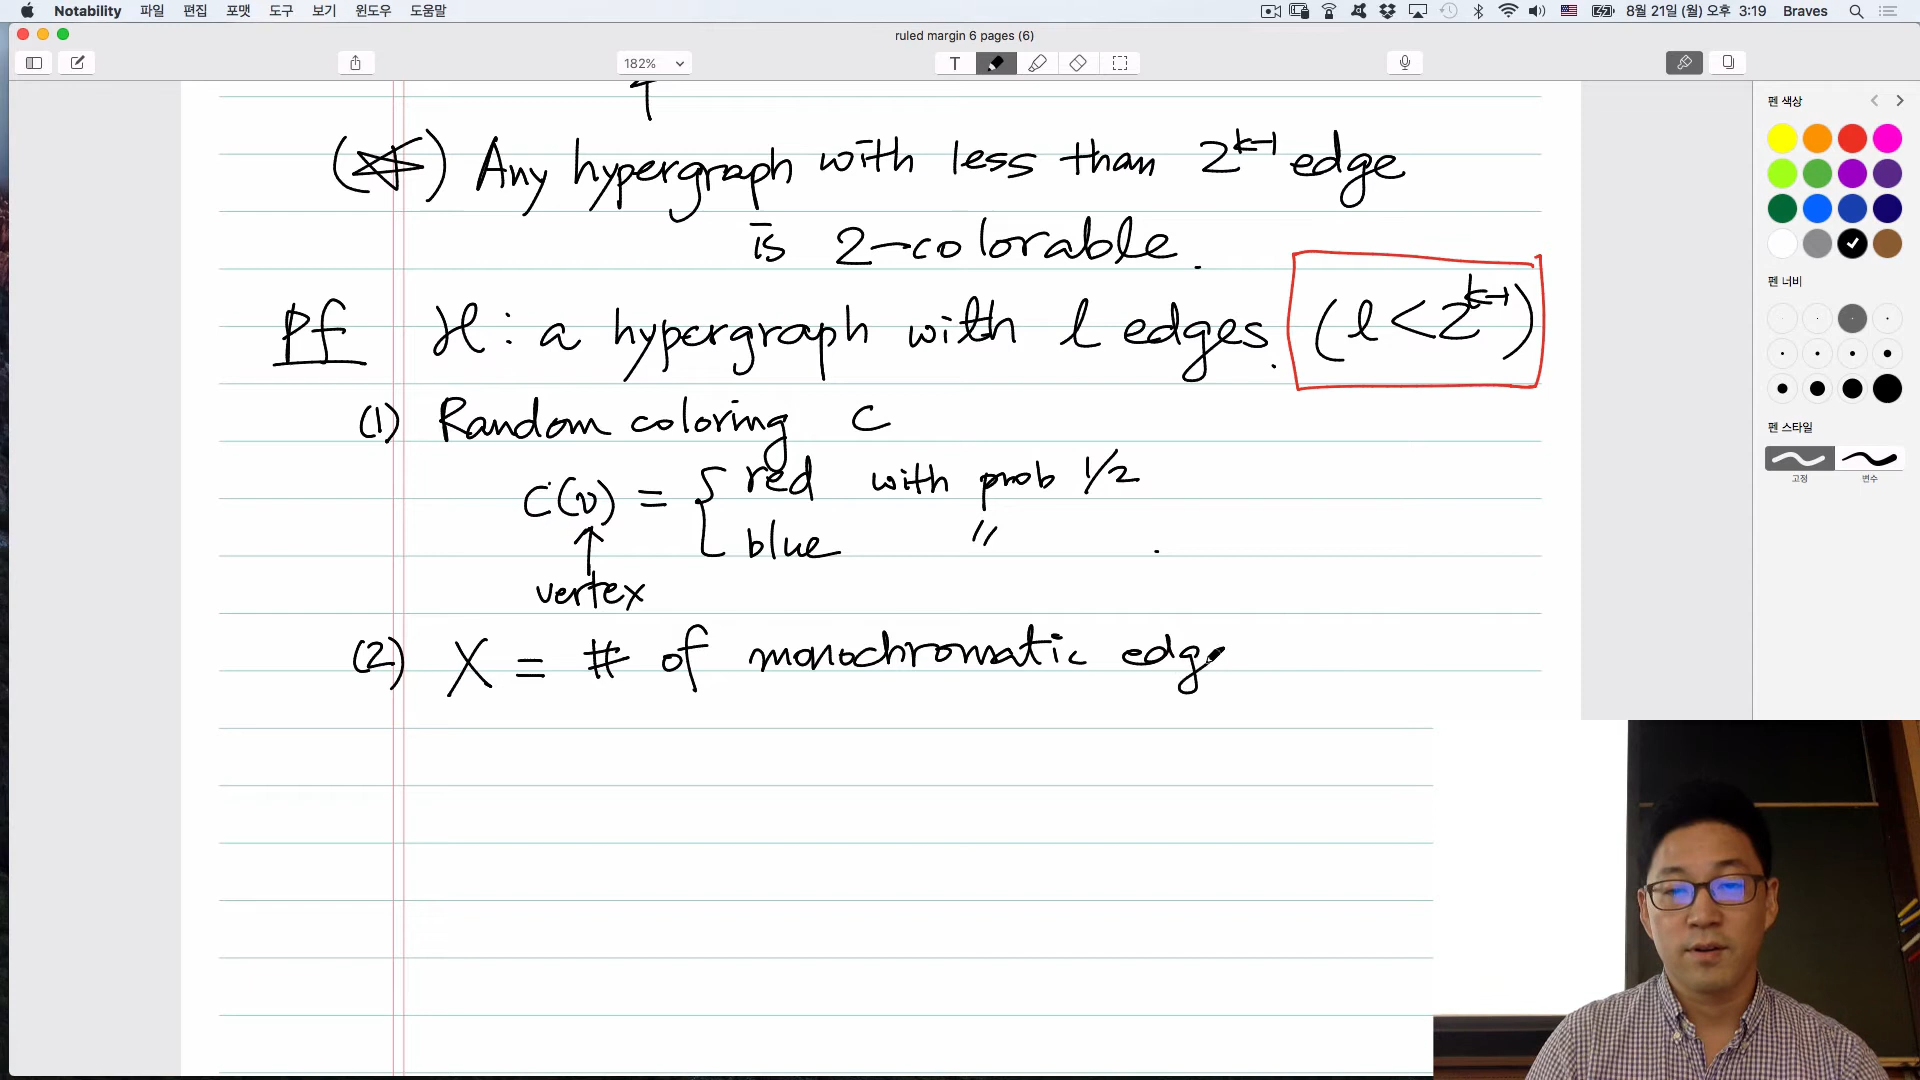 Notability 파일 편집 포맷 도구 보기 윈도우 도움말 8월 21일 (월) 오후 3:19 Braves
ruled margin 6 pages (6)
182% T
펜 색상
(☆) Any hypergraph with less than 2^{k-1} edge
is 2-colorable.
Pf H: a hypergraph with l edges. (l < 2^{k-1})
펜 너비
(1) Random coloring C
펜 스타일
고정 변수
C(v) = { red with prob 1/2
blue 〃 .
↑
vertex
(2) X = # of monochromatic edge